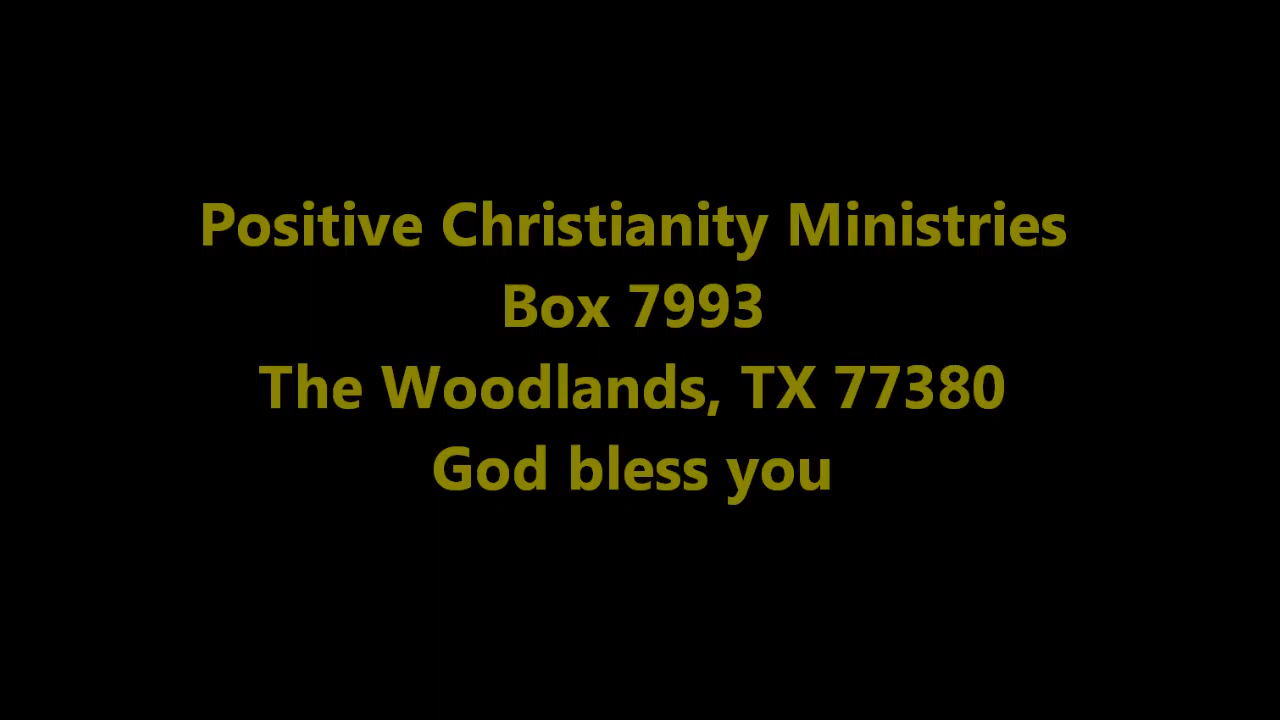 Positive Christianity Ministries
Box 7993
The Woodlands, TX 77380
God bless you